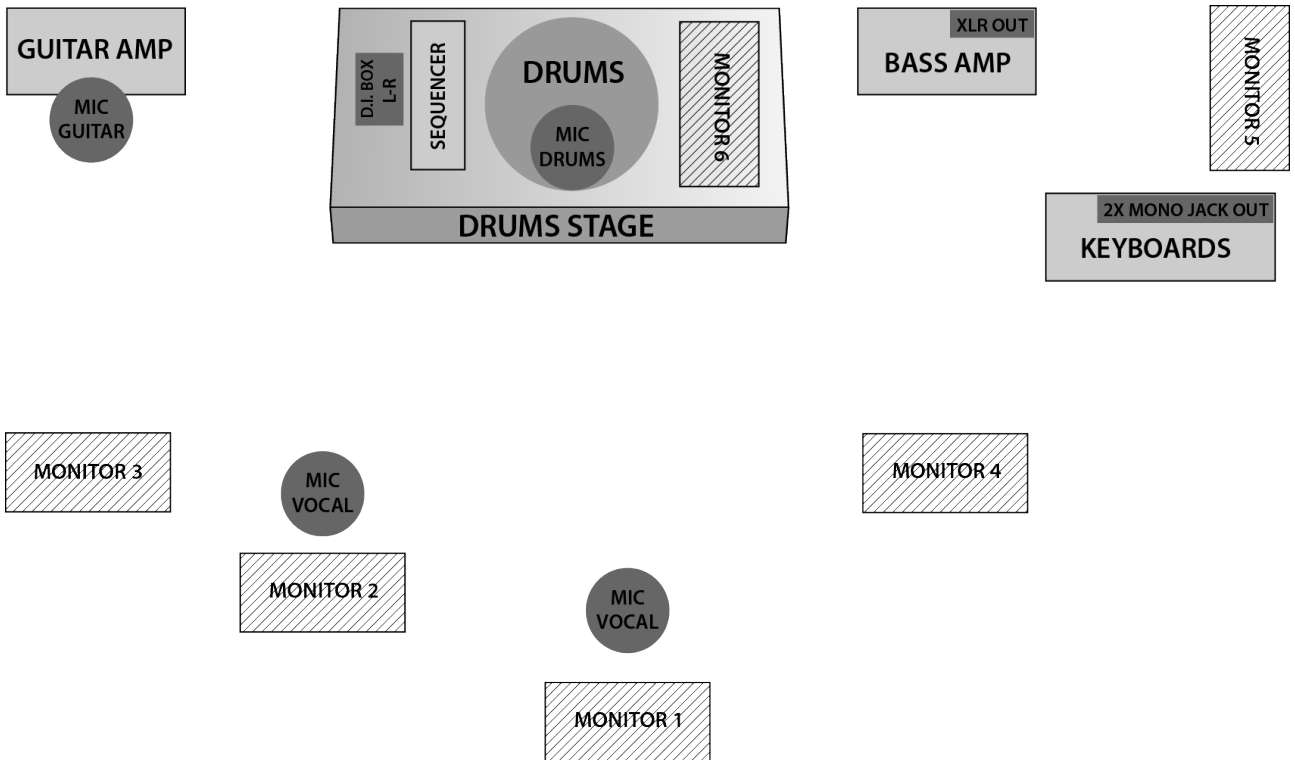 GUITAR AMP
MIC
GUITAR
D.I. BOX
L-R
SEQUENCER
DRUMS
MIC
DRUMS
MONITOR 6
DRUMS STAGE
XLR OUT
BASS AMP
MONITOR 5
2X MONO JACK OUT
KEYBOARDS
MONITOR 3
MIC
VOCAL
MONITOR 2
MONITOR 4
MIC
VOCAL
MONITOR 1